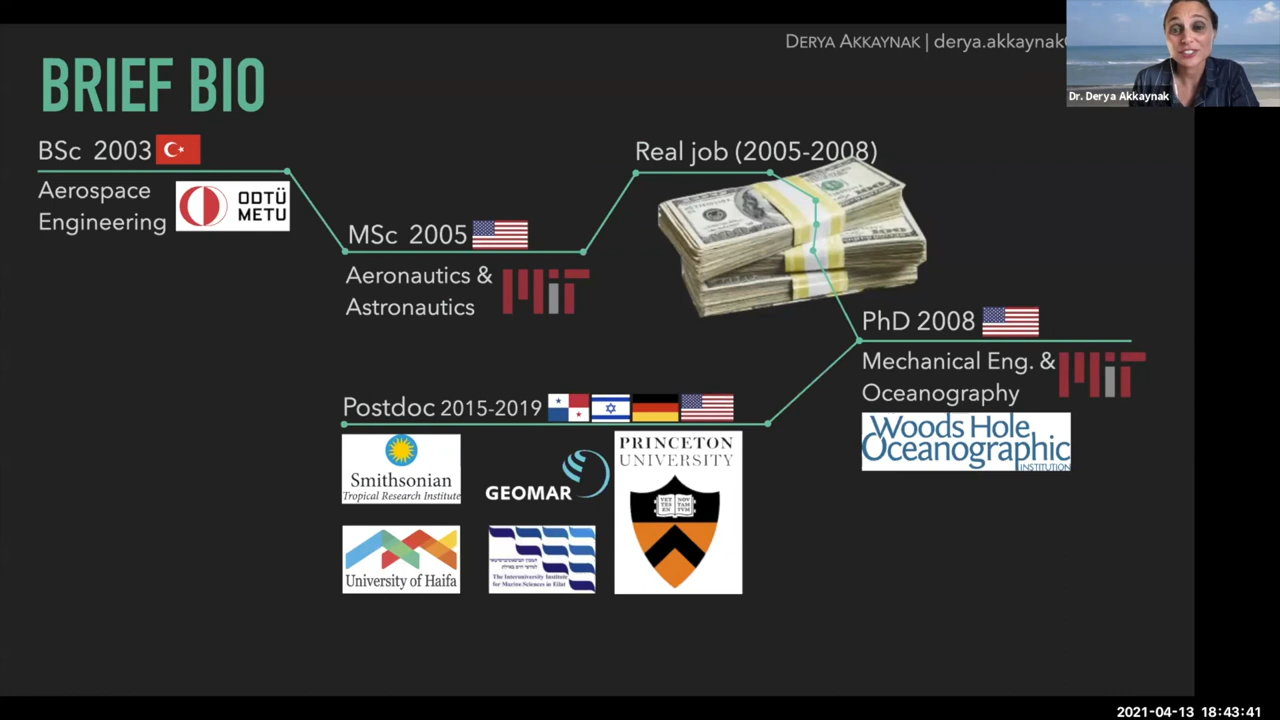 DERYA AKKAYNAK | derya.akkaynak
Dr. Derya Akkaynak
BRIEF BIO
BSc 2003
Aerospace
Engineering
ODTÜ
METU
MSc 2005
Aeronautics &
Astronautics
MIT
Real job (2005-2008)
PhD 2008
Mechanical Eng. &
Oceanography
MIT
Woods Hole
Oceanographic
INSTITUTION
Postdoc 2015-2019
Smithsonian
Tropical Research Institute
GEOMAR
PRINCETON
UNIVERSITY
University of Haifa
The Interuniversity Institute
for Marine Sciences in Eilat
2021-04-13 18:43:41